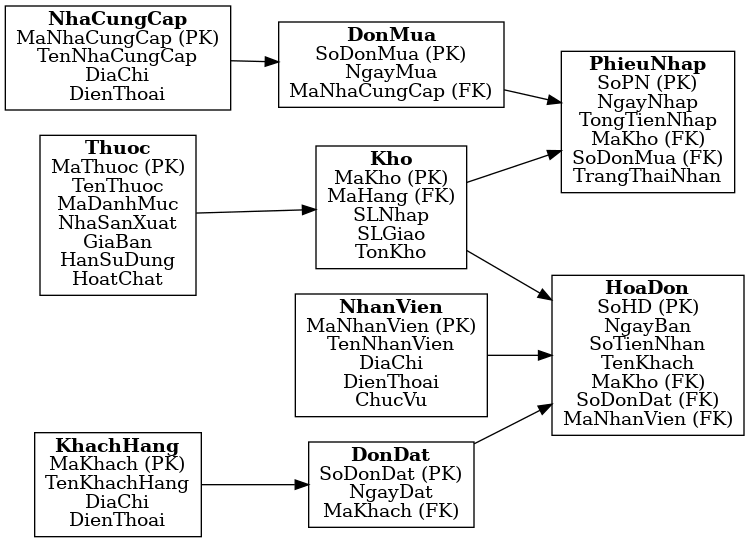 NhaCungCap
MaNhaCungCap (PK)
TenNhaCungCap
DiaChi
DienThoai
DonMua
SoDonMua (PK)
NgayMua
MaNhaCungCap (FK)
PhieuNhap
SoPN (PK)
NgayNhap
TongTienNhap
MaKho (FK)
SoDonMua (FK)
TrangThaiNhan
Thuoc
MaThuoc (PK)
TenThuoc
MaDanhMuc
NhaSanXuat
GiaBan
HanSuDung
HoatChat
Kho
MaKho (PK)
MaHang (FK)
SLNhap
SLGiao
TonKho
NhanVien
MaNhanVien (PK)
TenNhanVien
DiaChi
DienThoai
ChucVu
HoaDon
SoHD (PK)
NgayBan
SoTienNhan
TenKhach
MaKho (FK)
SoDonDat (FK)
MaNhanVien (FK)
KhachHang
MaKhach (PK)
TenKhachHang
DiaChi
DienThoai
DonDat
SoDonDat (PK)
NgayDat
MaKhach (FK)